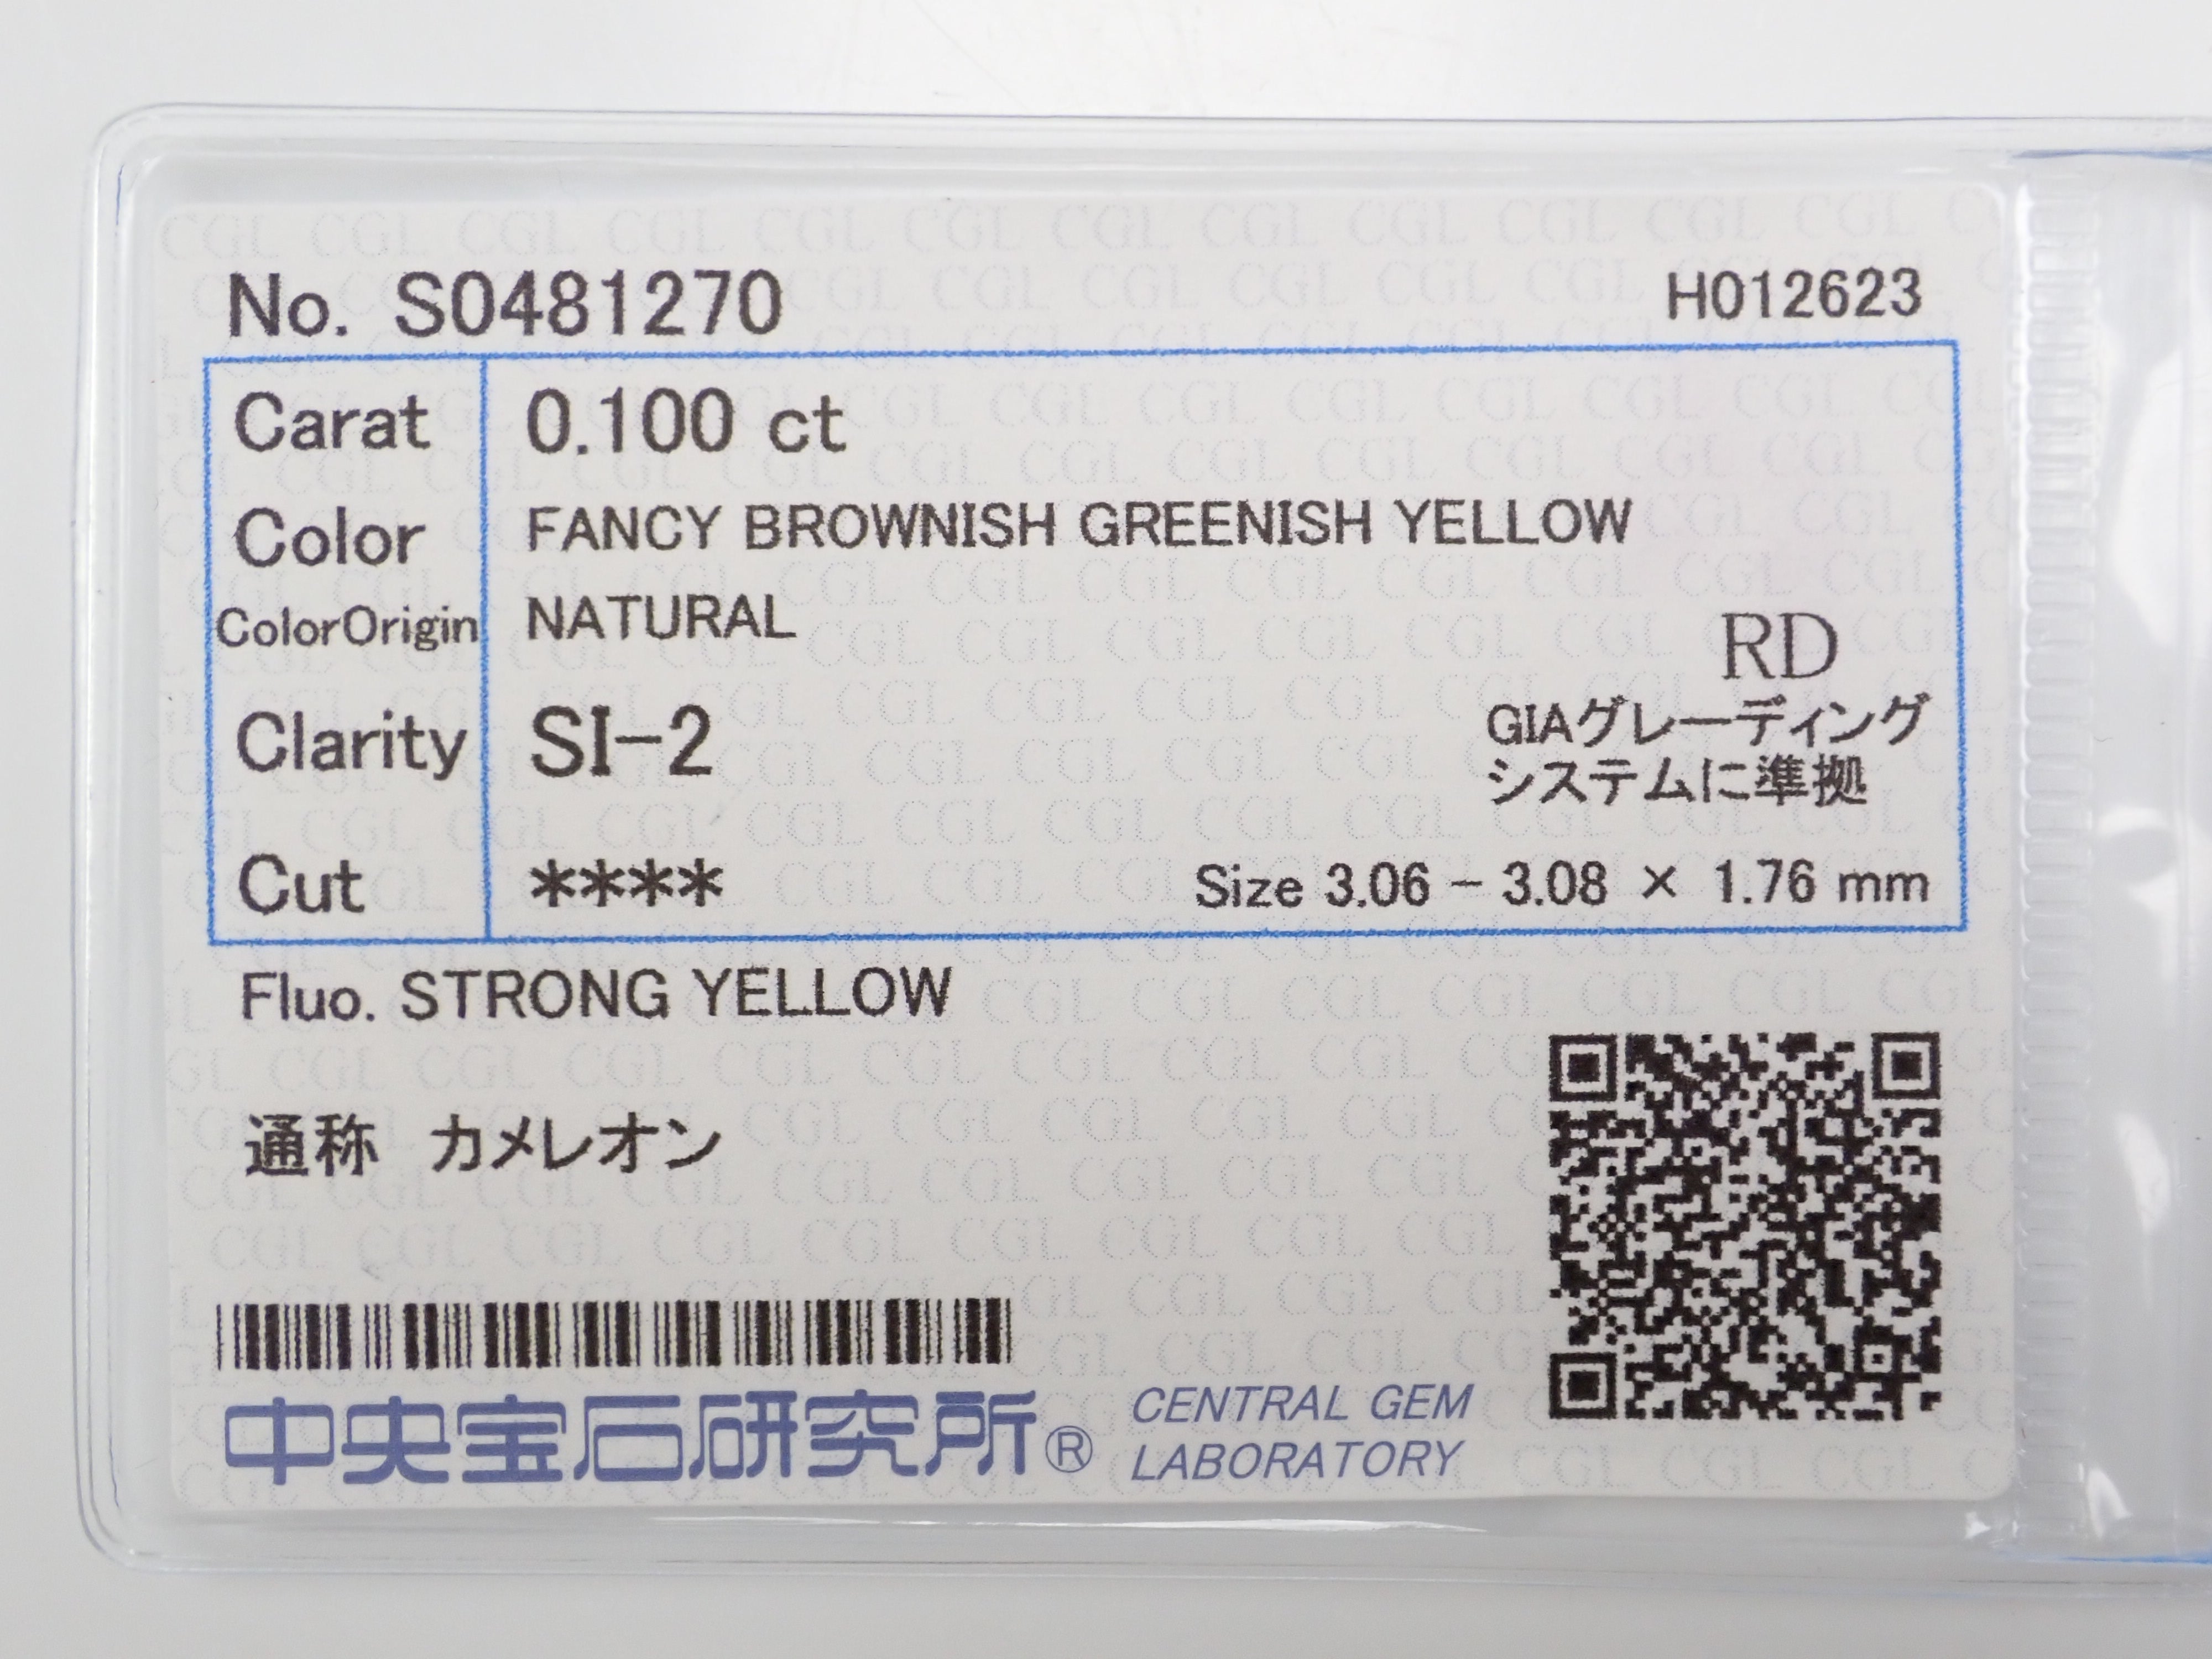 No. S0481270 H012623
Carat 0.100 ct
Color FANCY BROWNISH GREENISH YELLOW
ColorOrigin NATURAL
RD
Clarity SI-2
GIAグレーディング
システムに準拠
Cut **** Size 3.06 - 3.08 × 1.76 mm
Fluo. STRONG YELLOW
通称 カメレオン
中央宝石研究所® CENTRAL GEM
LABORATORY